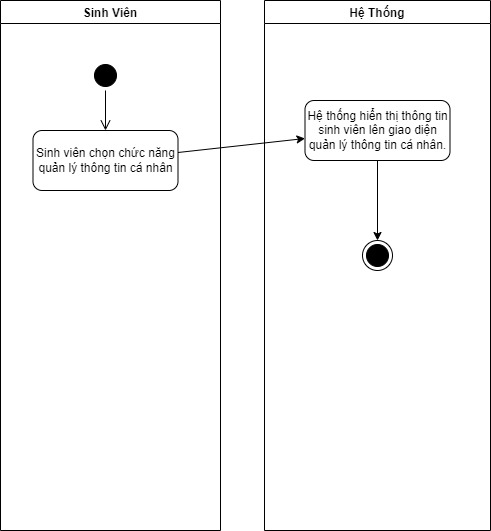 Sinh Viên
Hệ Thống
Sinh viên chọn chức năng
quản lý thông tin cá nhân
Hệ thống hiển thị thông tin
sinh viên lên giao diện
quản lý thông tin cá nhân.